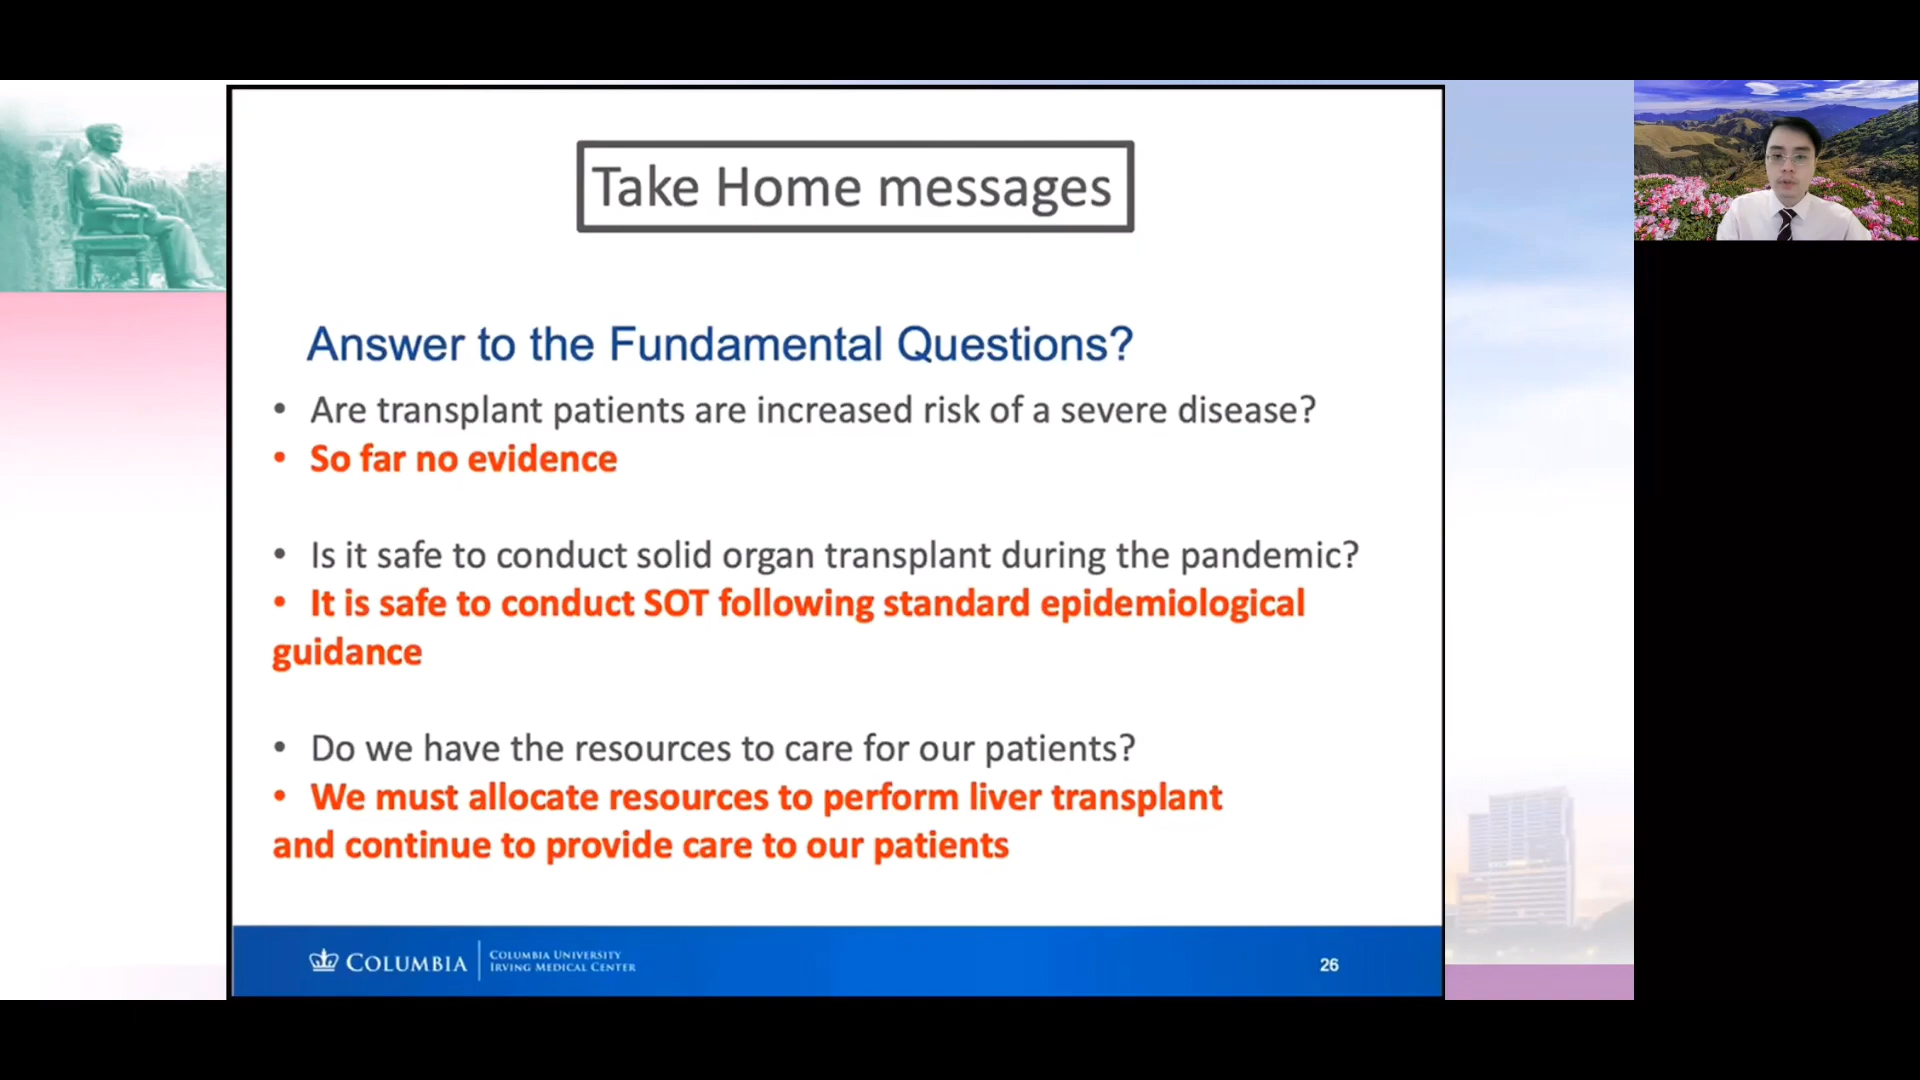 Take Home messages
Answer to the Fundamental Questions?
• Are transplant patients are increased risk of a severe disease?
• So far no evidence
• Is it safe to conduct solid organ transplant during the pandemic?
• It is safe to conduct SOT following standard epidemiological
guidance
• Do we have the resources to care for our patients?
• We must allocate resources to perform liver transplant
and continue to provide care to our patients
COLUMBIA
COLUMBIA UNIVERSITY
IRVING MEDICAL CENTER
26